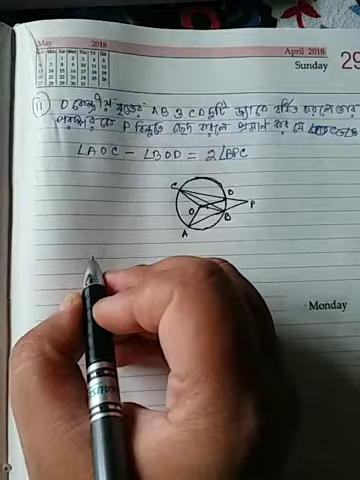 May 2018
April 2018
Sunday 29
11 O কেন্দ্রীয় বৃত্তের AB ও CD দুটি জ্যাকে বর্ধিত করলে তারা
পরস্পরকে P বিন্দুতে ছেদ করলে প্রমাণ কর যে
∠AOC - ∠BOD = 2∠BPC
C
D
P
O
B
A
Monday